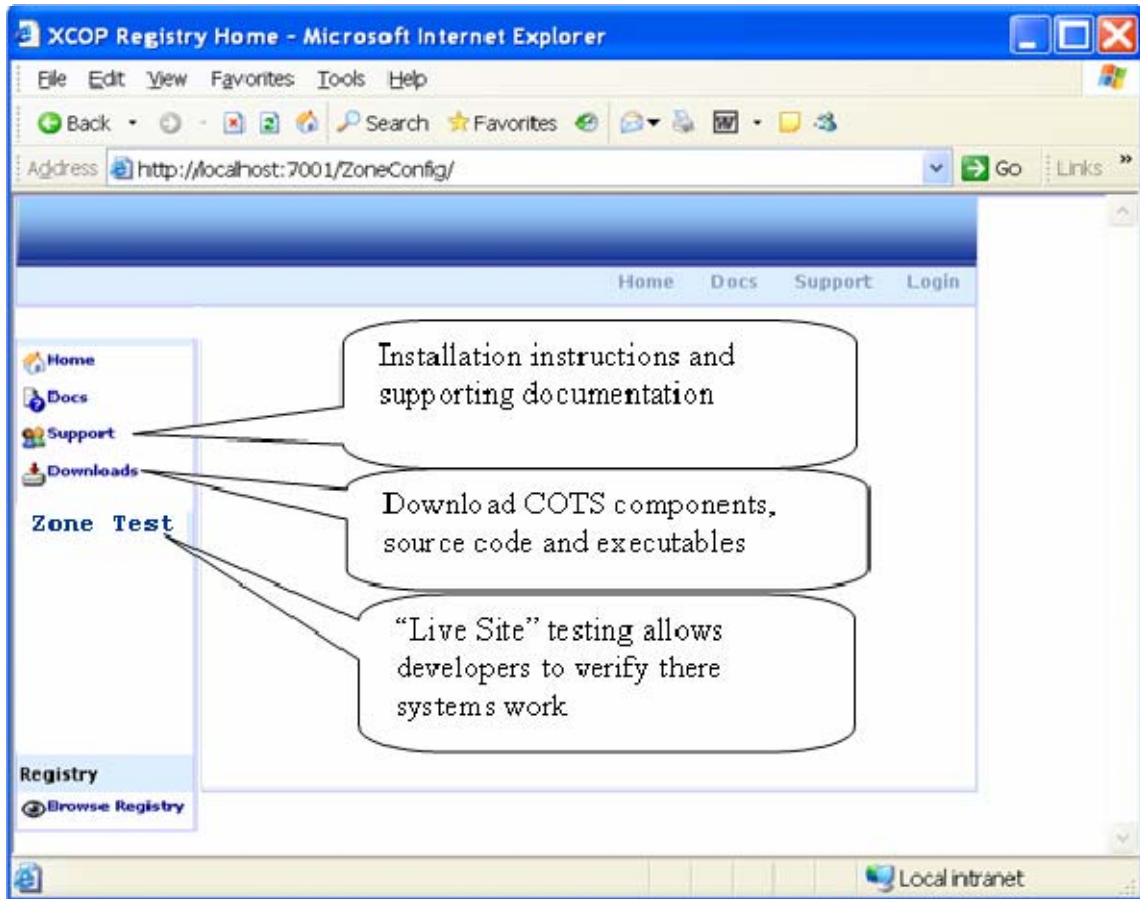 XCOP Registry Home - Microsoft Internet Explorer
File Edit View Favorites Tools Help
Back Search Favorites
Address http://localhost:7001/ZoneConfig/ Go Links »
Home Docs Support Login
Home
Docs
Support
Downloads
Zone Test
Installation instructions and
supporting documentation
Download COTS components,
source code and executables
“Live Site” testing allows
developers to verify there
systems work
Registry
Browse Registry
Local intranet